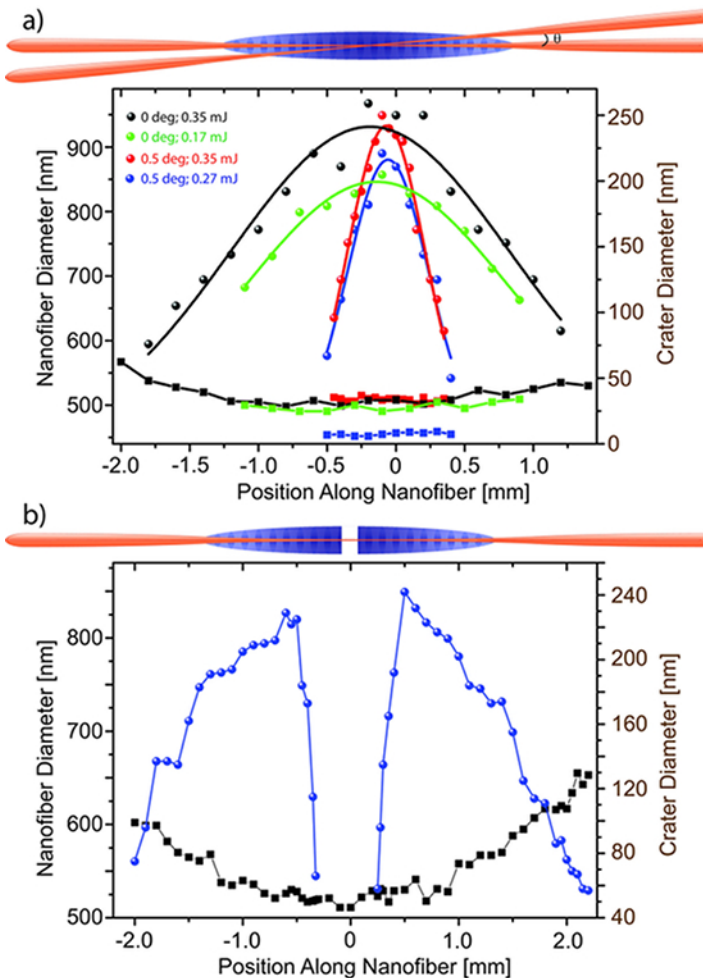 a)
θ
0 deg; 0.35 mJ
0 deg; 0.17 mJ
0.5 deg; 0.35 mJ
0.5 deg; 0.27 mJ
Nanofiber Diameter [nm]
900
800
700
600
500
250
200
150
100
50
0
Crater Diameter [nm]
-2.0 -1.5 -1.0 -0.5 0 0.5 1.0
Position Along Nanofiber [mm]
b)
Nanofiber Diameter [nm]
800
700
600
500
260
240
200
160
120
80
40
Crater Diameter [nm]
-2.0 -1.0 0 1.0 2.0
Position Along Nanofiber [mm]